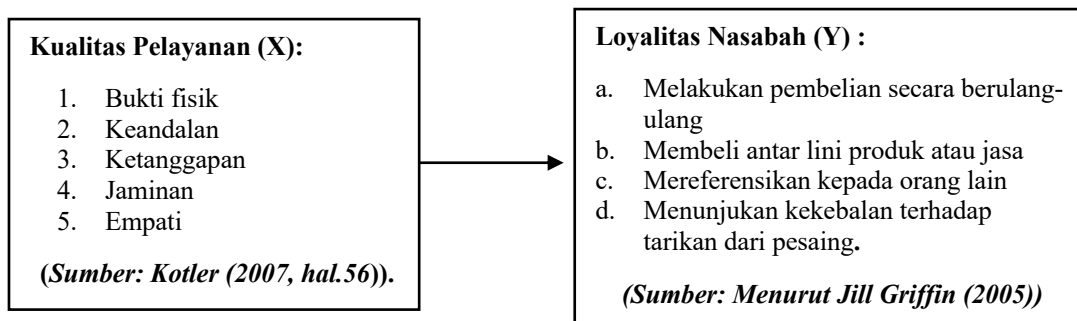 Kualitas Pelayanan (X):
1. Bukti fisik
2. Keandalan
3. Ketanggapan
4. Jaminan
5. Empati
(Sumber: Kotler (2007, hal.56)).
Loyalitas Nasabah (Y) :
a. Melakukan pembelian secara berulang-
ulang
b. Membeli antar lini produk atau jasa
c. Mereferensikan kepada orang lain
d. Menunjukan kekebalan terhadap
tarikan dari pesaing.
(Sumber: Menurut Jill Griffin (2005))